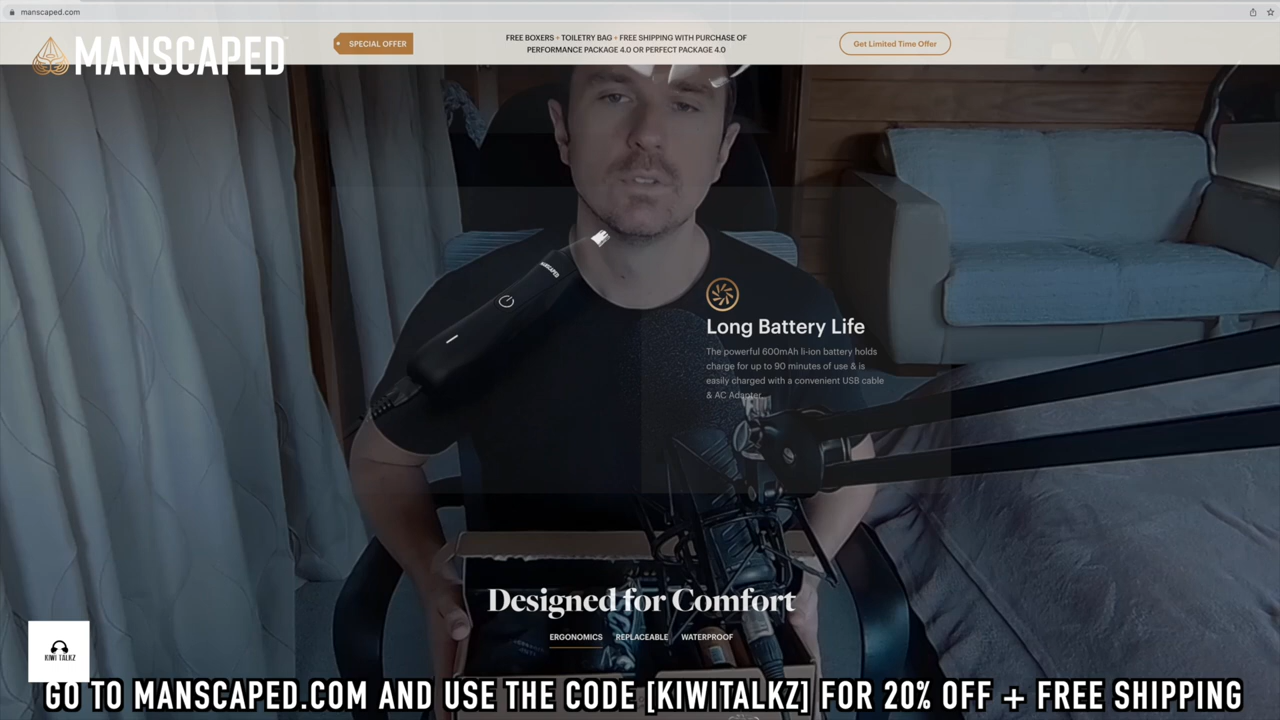 manscaped.com
MANSCAPED
SPECIAL OFFER
FREE BOXERS + TOILETRY BAG + FREE SHIPPING WITH PURCHASE OF
PERFORMANCE PACKAGE 4.0 OR PERFECT PACKAGE 4.0
Get Limited Time Offer
MANSCAPED
Long Battery Life
The powerful 600mAh li-ion battery holds
charge for up to 90 minutes of use & is
easily charged with a convenient USB cable
& AC Adapter.
Designed for Comfort
ERGONOMICS REPLACEABLE WATERPROOF
KIWI TALKZ
GO TO MANSCAPED.COM AND USE THE CODE [KIWITALKZ] FOR 20% OFF + FREE SHIPPING